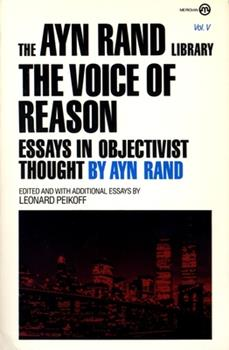 MERIDIAN
Vol. V
THE AYN RAND LIBRARY
THE VOICE OF
REASON
ESSAYS IN OBJECTIVIST
THOUGHT BY AYN RAND
EDITED AND WITH ADDITIONAL ESSAYS BY
LEONARD PEIKOFF